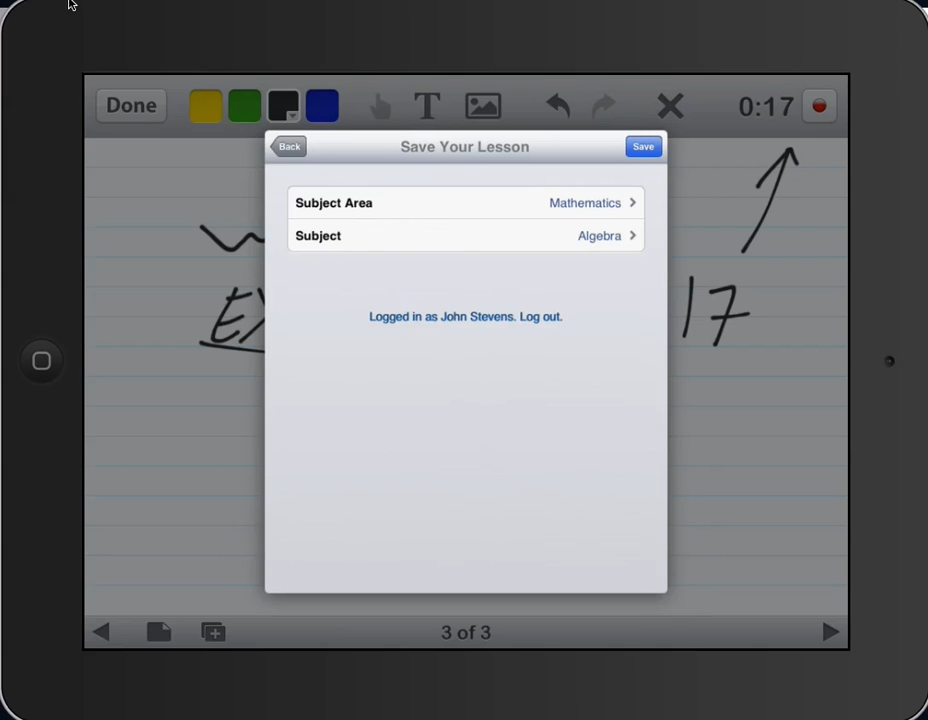 Done T 0:17
Back Save Your Lesson Save
Subject Area Mathematics
Subject Algebra
Logged in as John Stevens. Log out.
17
3 of 3